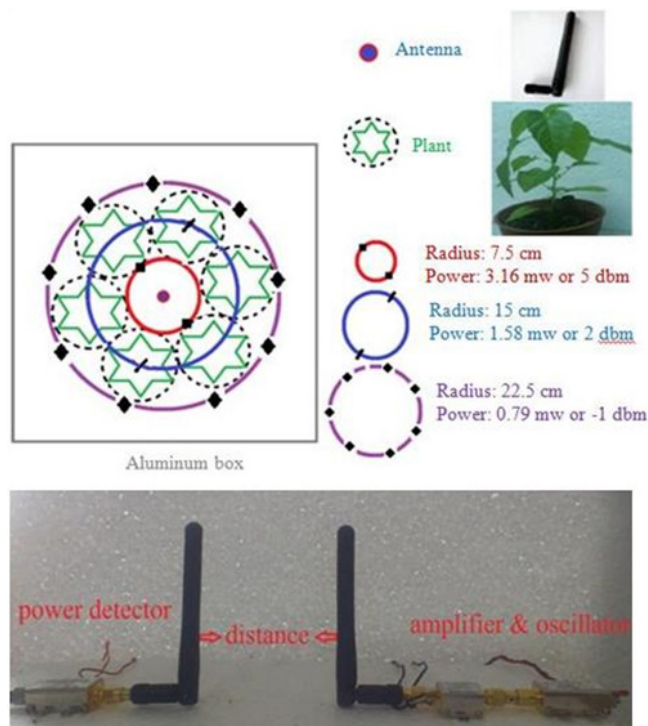 Antenna
Plant
Radius: 7.5 cm
Power: 3.16 mw or 5 dbm
Radius: 15 cm
Power: 1.58 mw or 2 dbm
Radius: 22.5 cm
Power: 0.79 mw or -1 dbm
Aluminum box
power detector
distance
amplifier & oscillator